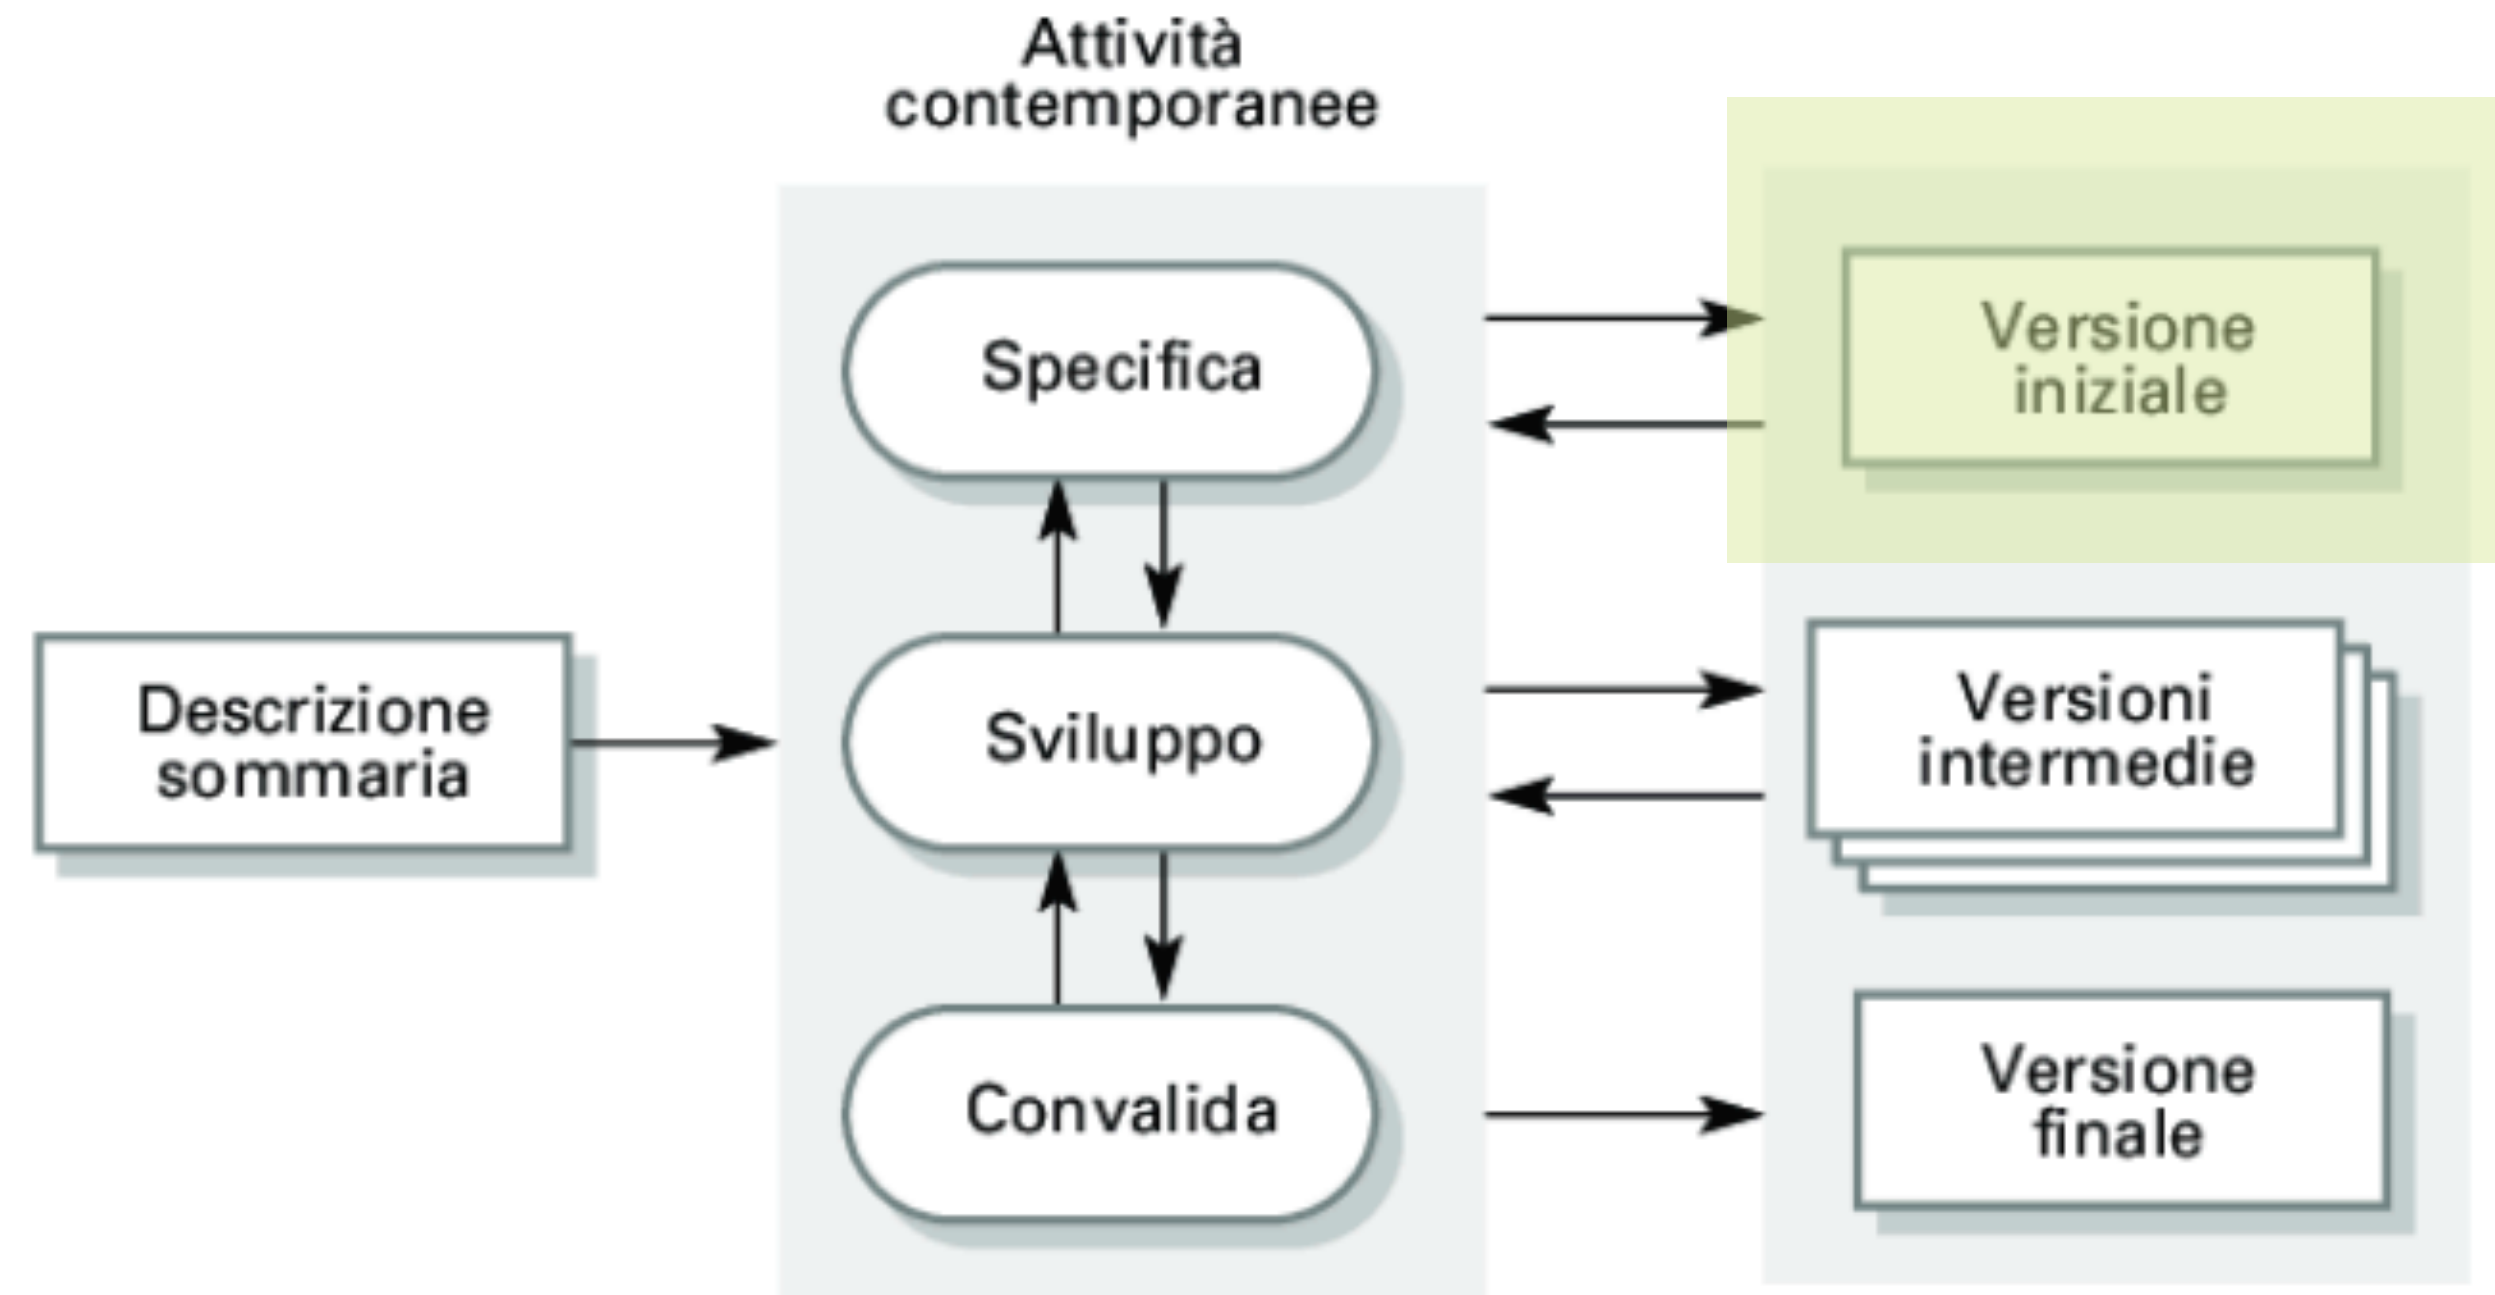 Attività
contemporanee
Specifica
Versione
iniziale
Descrizione
sommaria
Sviluppo
Versioni
intermedie
Convalida
Versione
finale